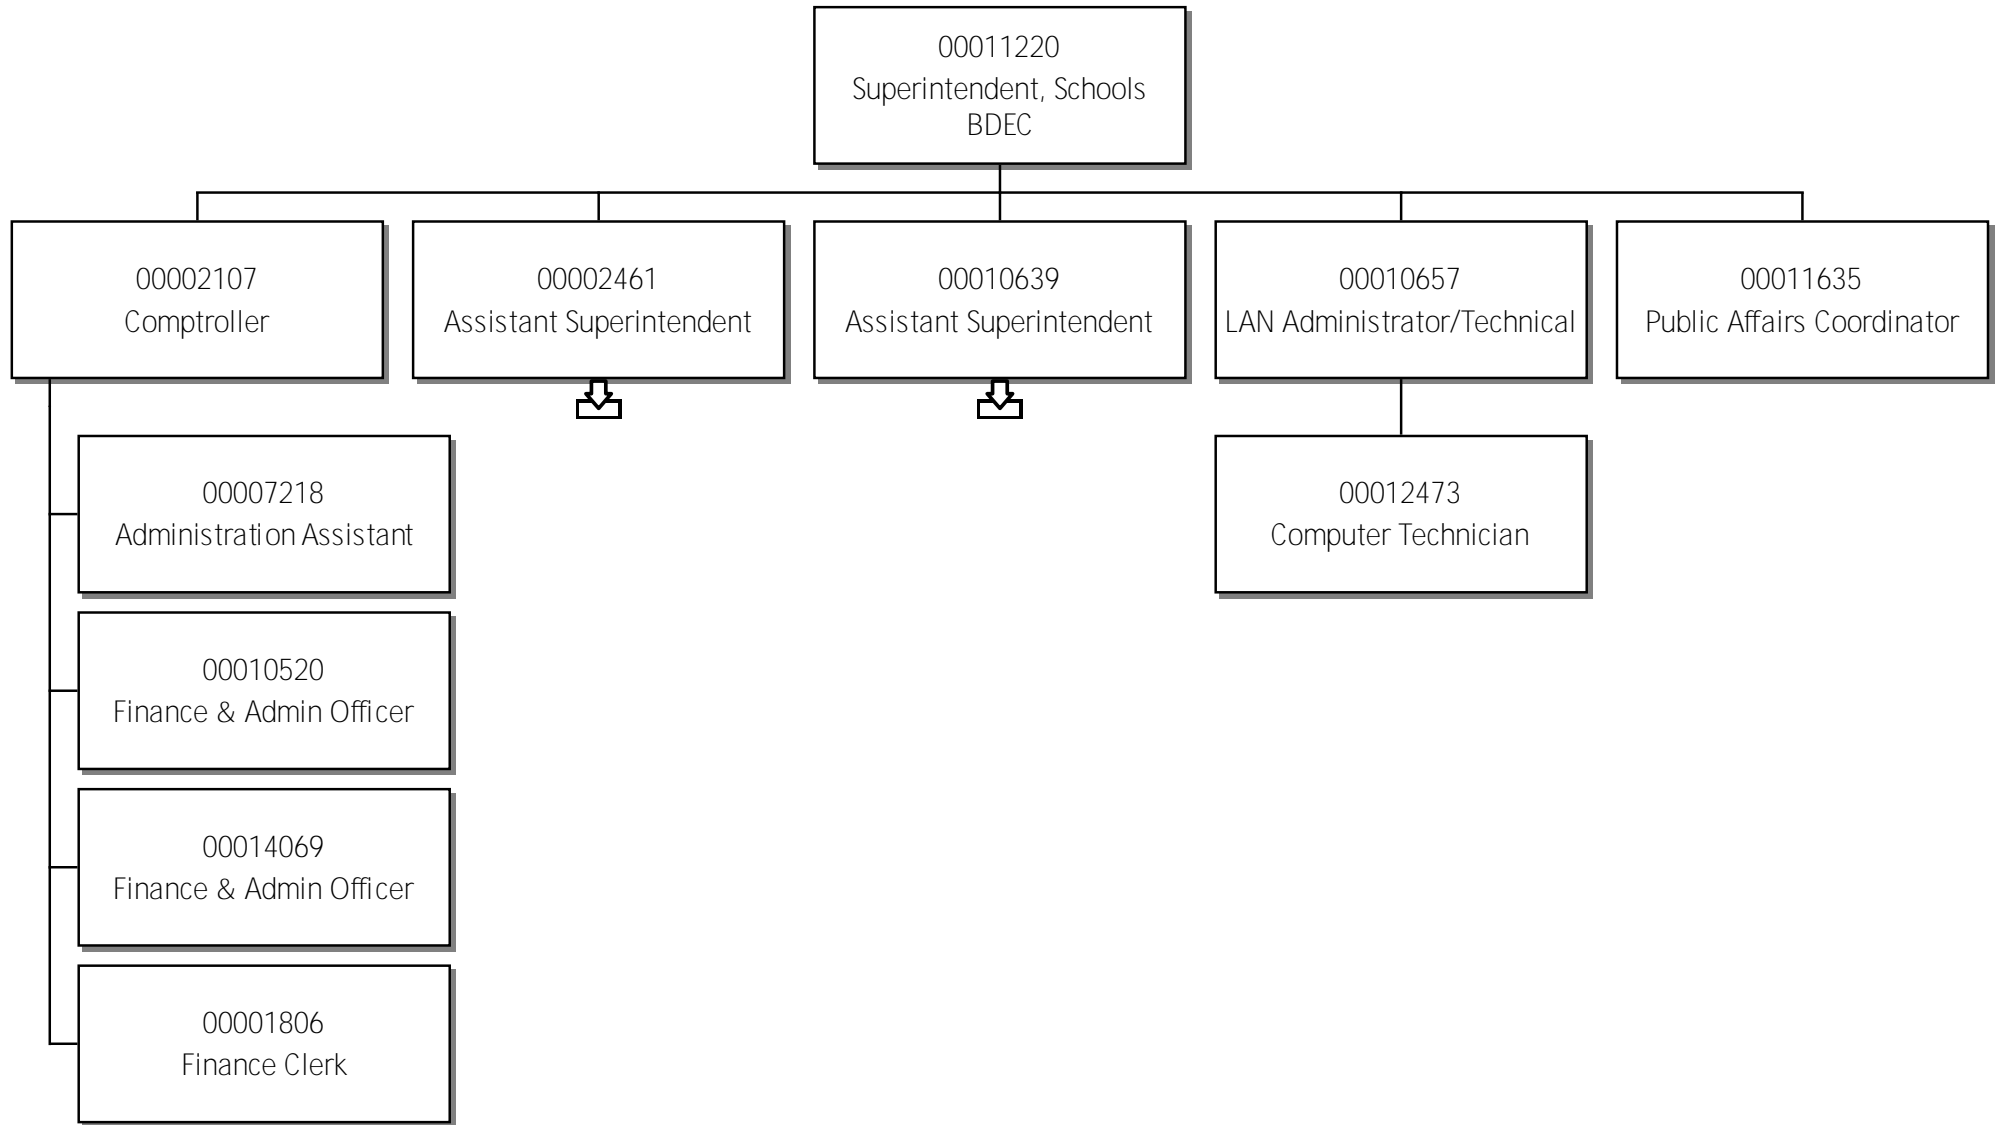 00011220
Superintendent, Schools
BDEC
00002107
Comptroller
00002461
Assistant Superintendent
00010639
Assistant Superintendent
00010657
LAN Administrator/Technical
00011635
Public Affairs Coordinator
00007218
Administration Assistant
00012473
Computer Technician
00010520
Finance & Admin Officer
00014069
Finance & Admin Officer
00001806
Finance Clerk